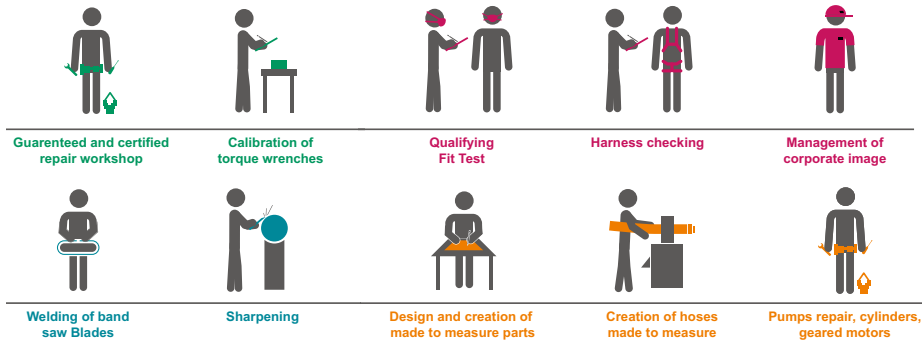 Guarenteed and certified
repair workshop
Calibration of
torque wrenches
Qualifying
Fit Test
Harness checking
Management of
corporate image
Welding of band
saw Blades
Sharpening
Design and creation of
made to measure parts
Creation of hoses
made to measure
Pumps repair, cylinders,
geared motors